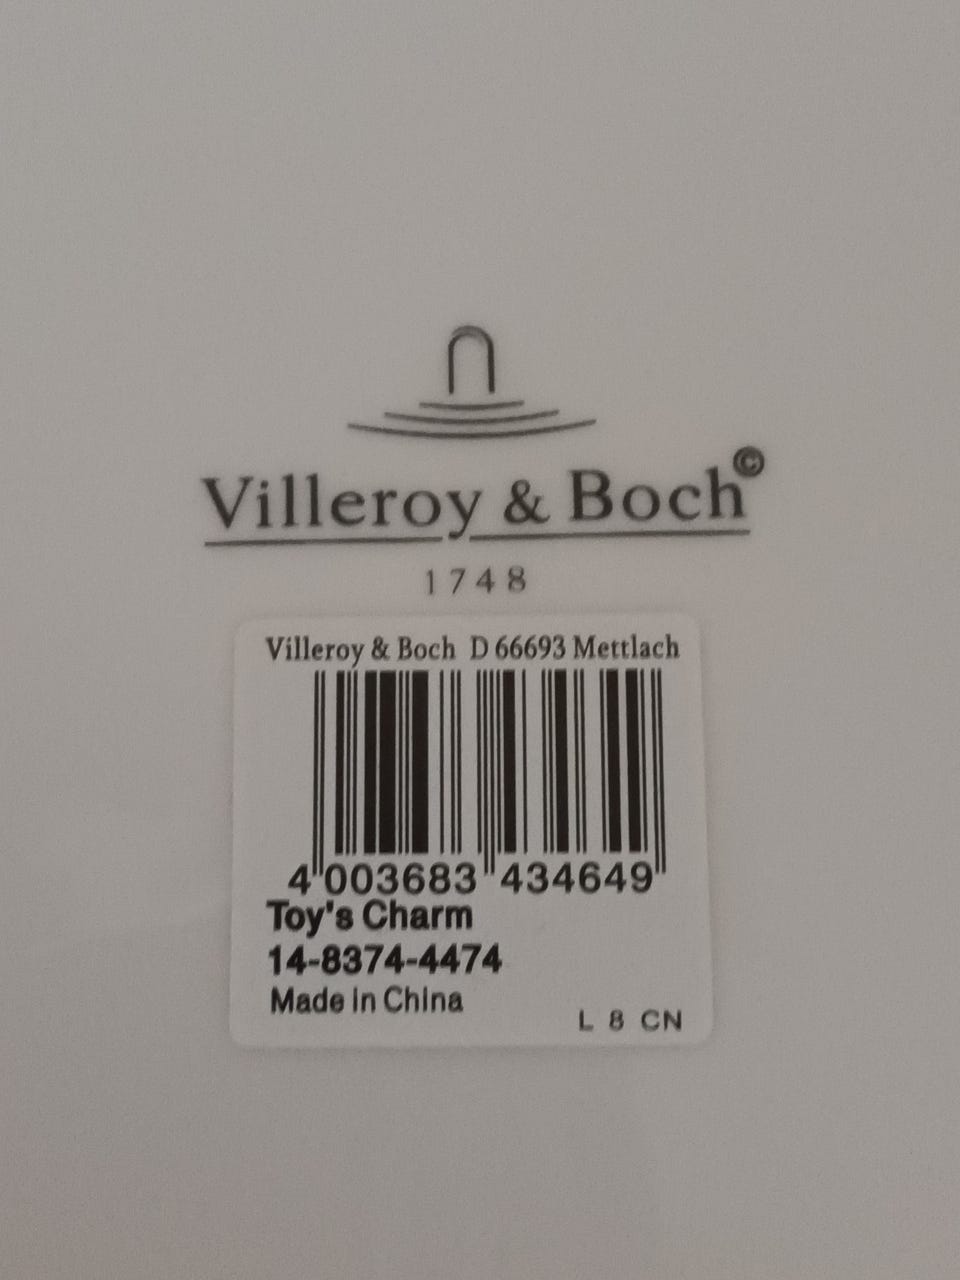 Villeroy & Boch©
1748
Villeroy & Boch D 66693 Mettlach
4 003683 434649
Toy's Charm
14-8374-4474
Made in China
L 8 CN